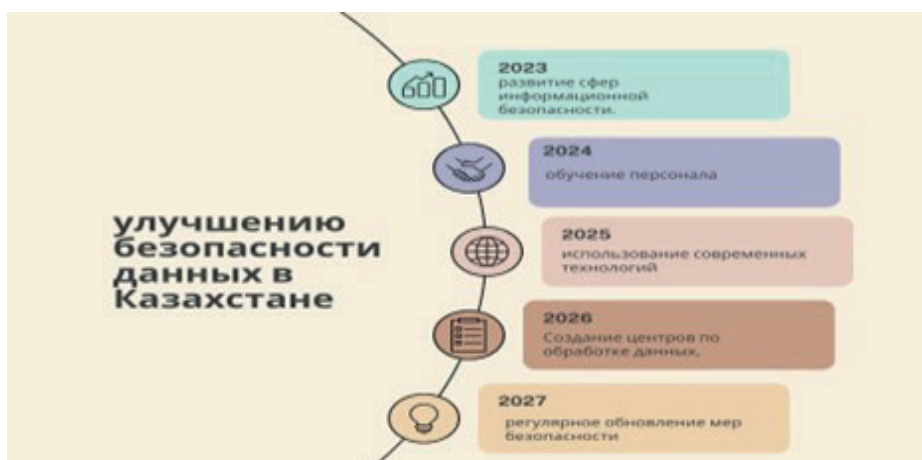 улучшению
безопасности
данных в
Казахстане
2023
развитие сфер
информационной
безопасности.
2024
обучение персонала
2025
использование современных
технологий
2026
Создание центров по
обработке данных,
2027
регулярное обновление мер
безопасности